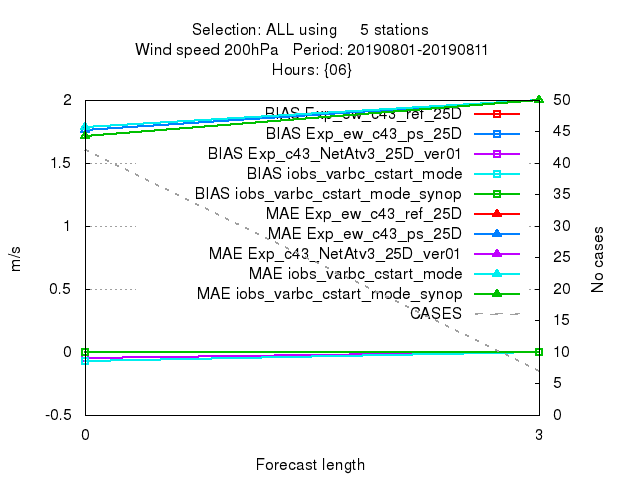 Selection: ALL using     5 stations
Wind speed 200hPa   Period: 20190801-20190811
Hours: {06}
2
1.5
1
0.5
0
-0.5
m/s
BIAS Exp_ew_c43_ref_25D
BIAS Exp_ew_c43_ps_25D
BIAS Exp_c43_NetAtv3_25D_ver01
BIAS iobs_varbc_cstart_mode
BIAS iobs_varbc_cstart_mode_synop
MAE Exp_ew_c43_ref_25D
MAE Exp_ew_c43_ps_25D
MAE Exp_c43_NetAtv3_25D_ver01
MAE iobs_varbc_cstart_mode
MAE iobs_varbc_cstart_mode_synop
CASES
50
45
40
35
30
25
20
15
10
5
0
No cases
0 3
Forecast length